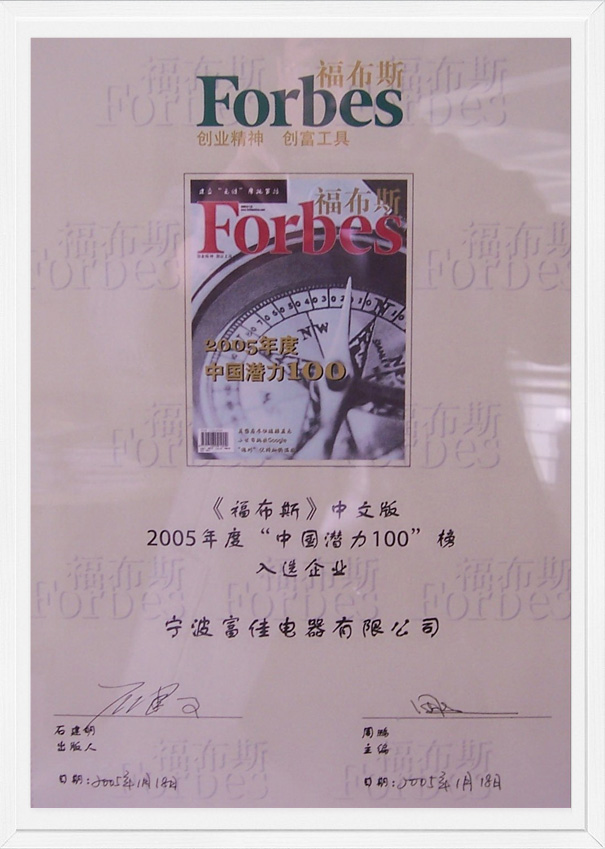 福布斯
Forbes
创业精神 创富工具
福布斯
Forbes
2005年度
中国潜力100
《福布斯》中文版
2005年度“中国潜力100”榜
入选企业
宁波富佳电器有限公司
石建明
出版人
日期：2005年1月18日
周鹏
主编
日期：2005年1月18日